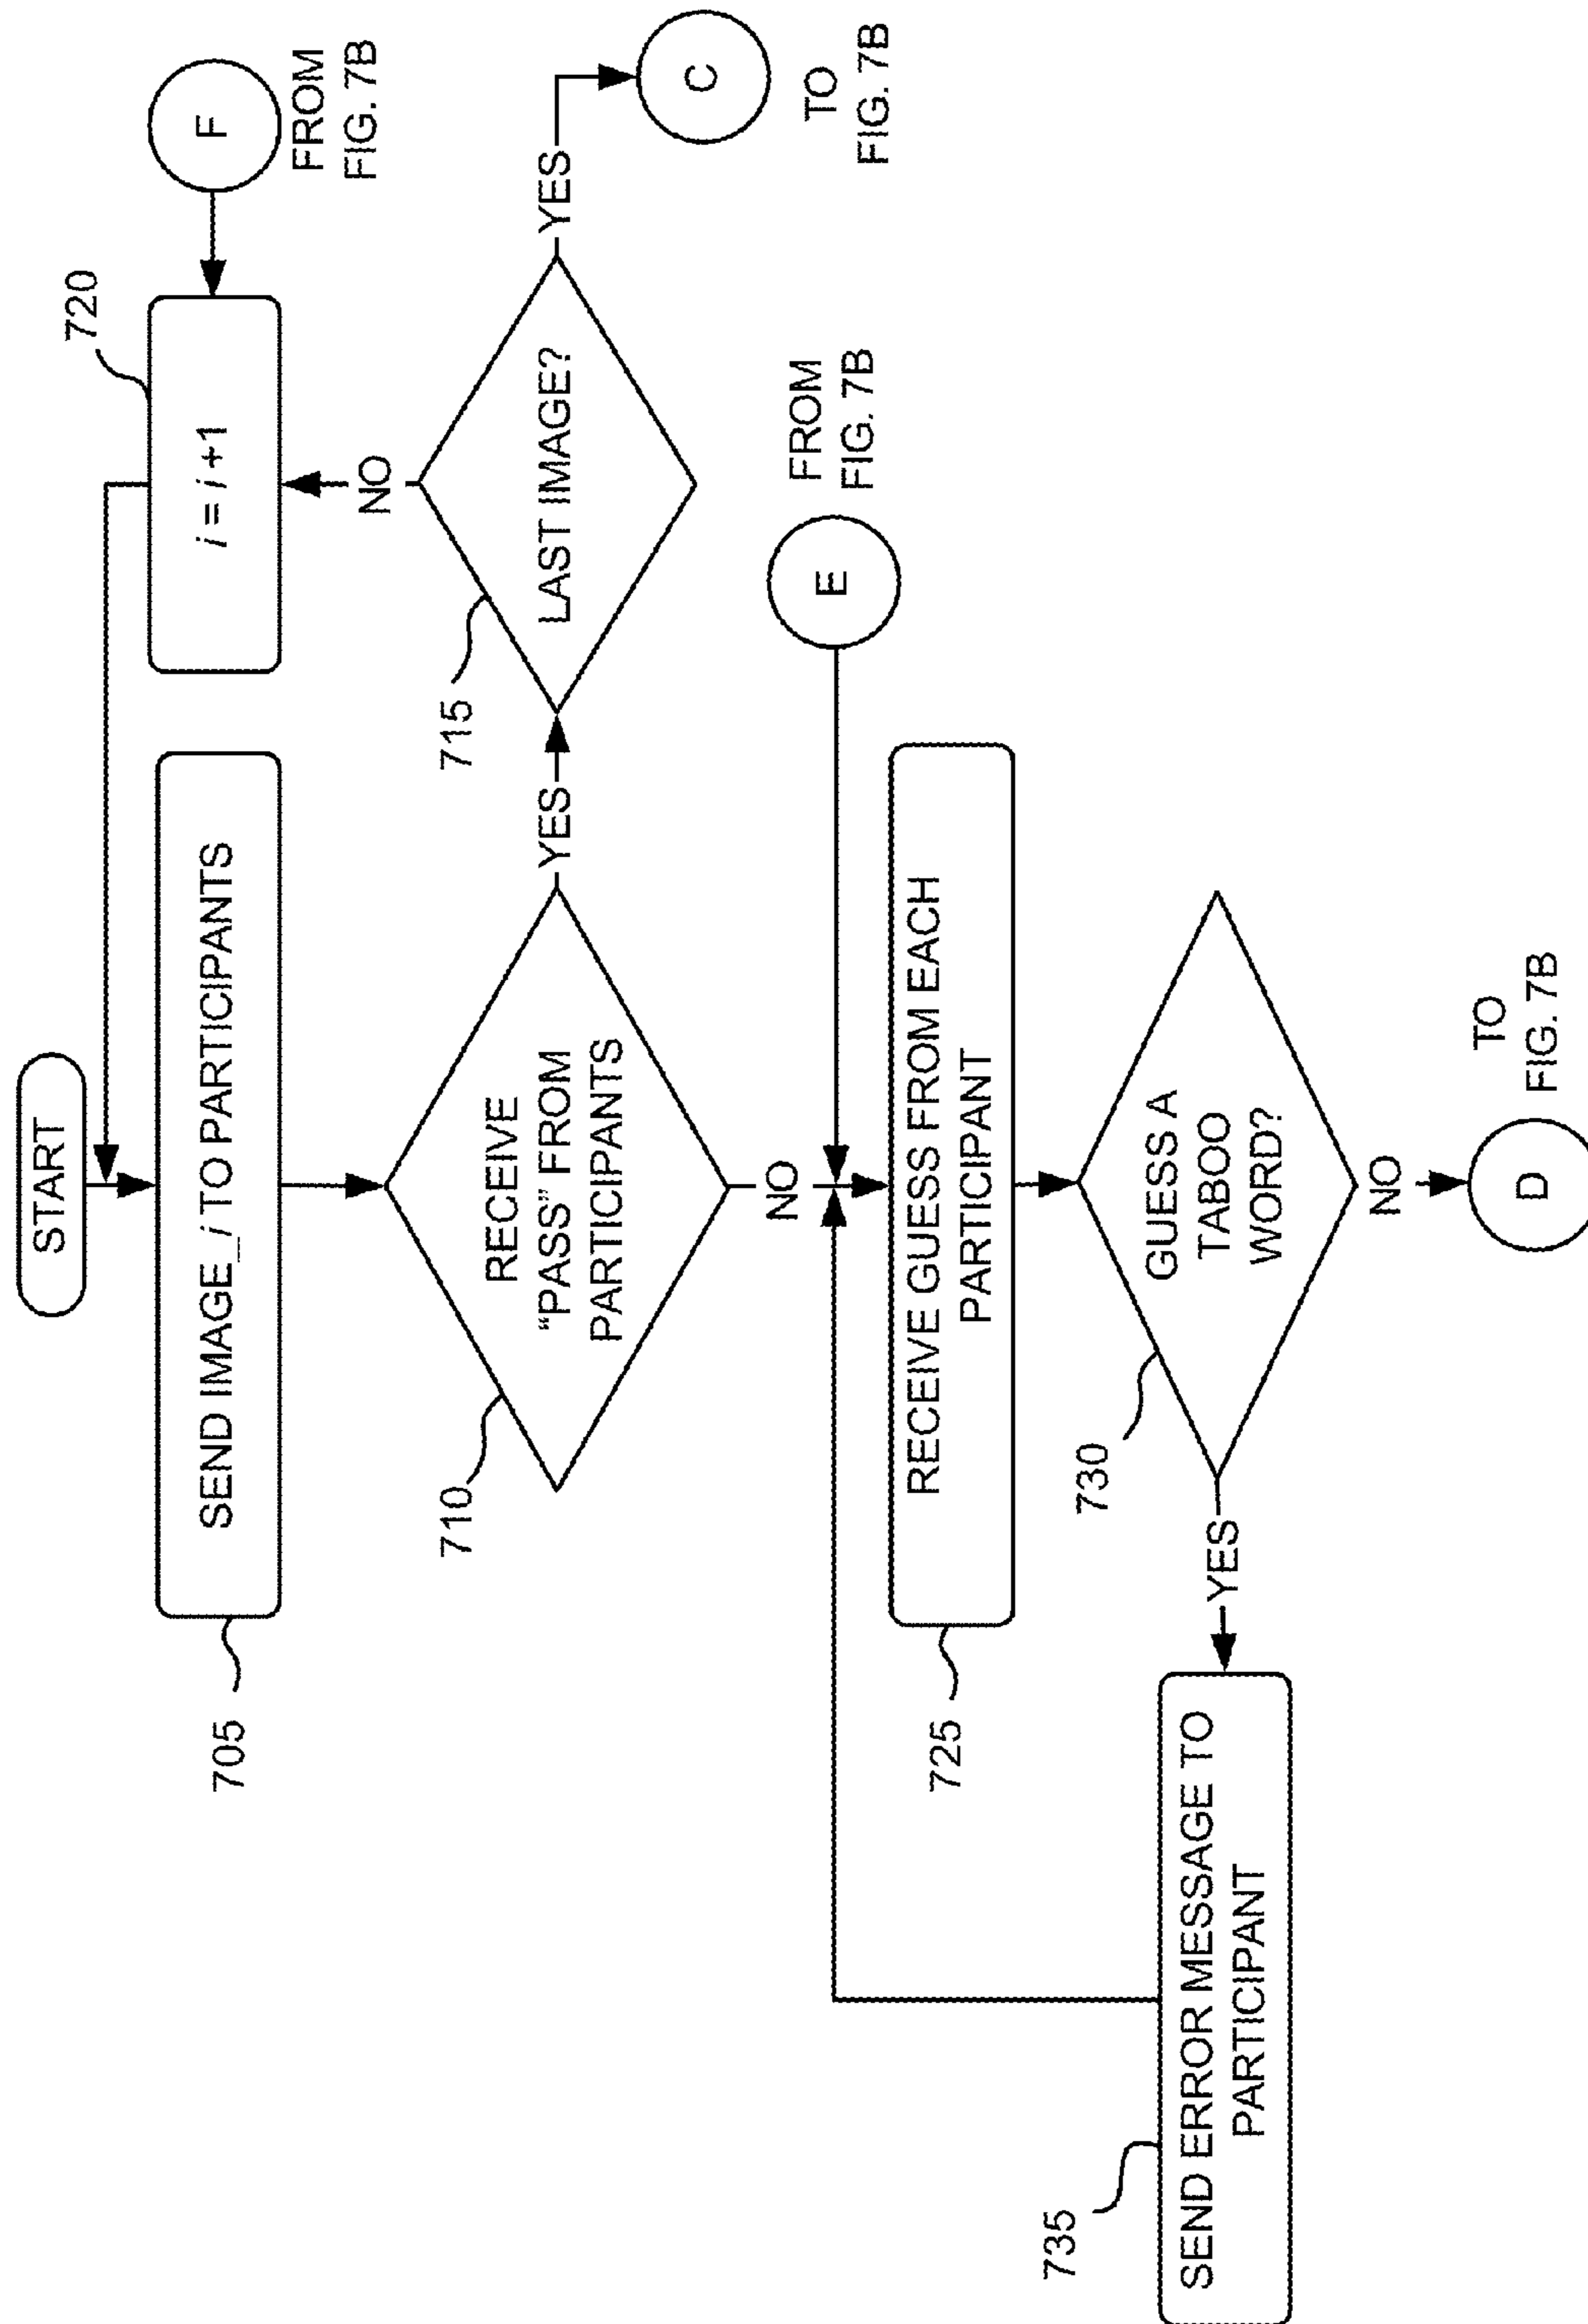 START
SEND IMAGE_i TO PARTICIPANTS
705
i = i +1
720
F
FROM
FIG. 7B
RECEIVE
“PASS” FROM
PARTICIPANTS
710
YES
LAST IMAGE?
715
NO
YES
C
TO
FIG. 7B
NO
E
FROM
FIG. 7B
RECEIVE GUESS FROM EACH
PARTICIPANT
725
GUESS A
TABOO
WORD?
730
YES
SEND ERROR MESSAGE TO
PARTICIPANT
735
NO
D
TO
FIG. 7B